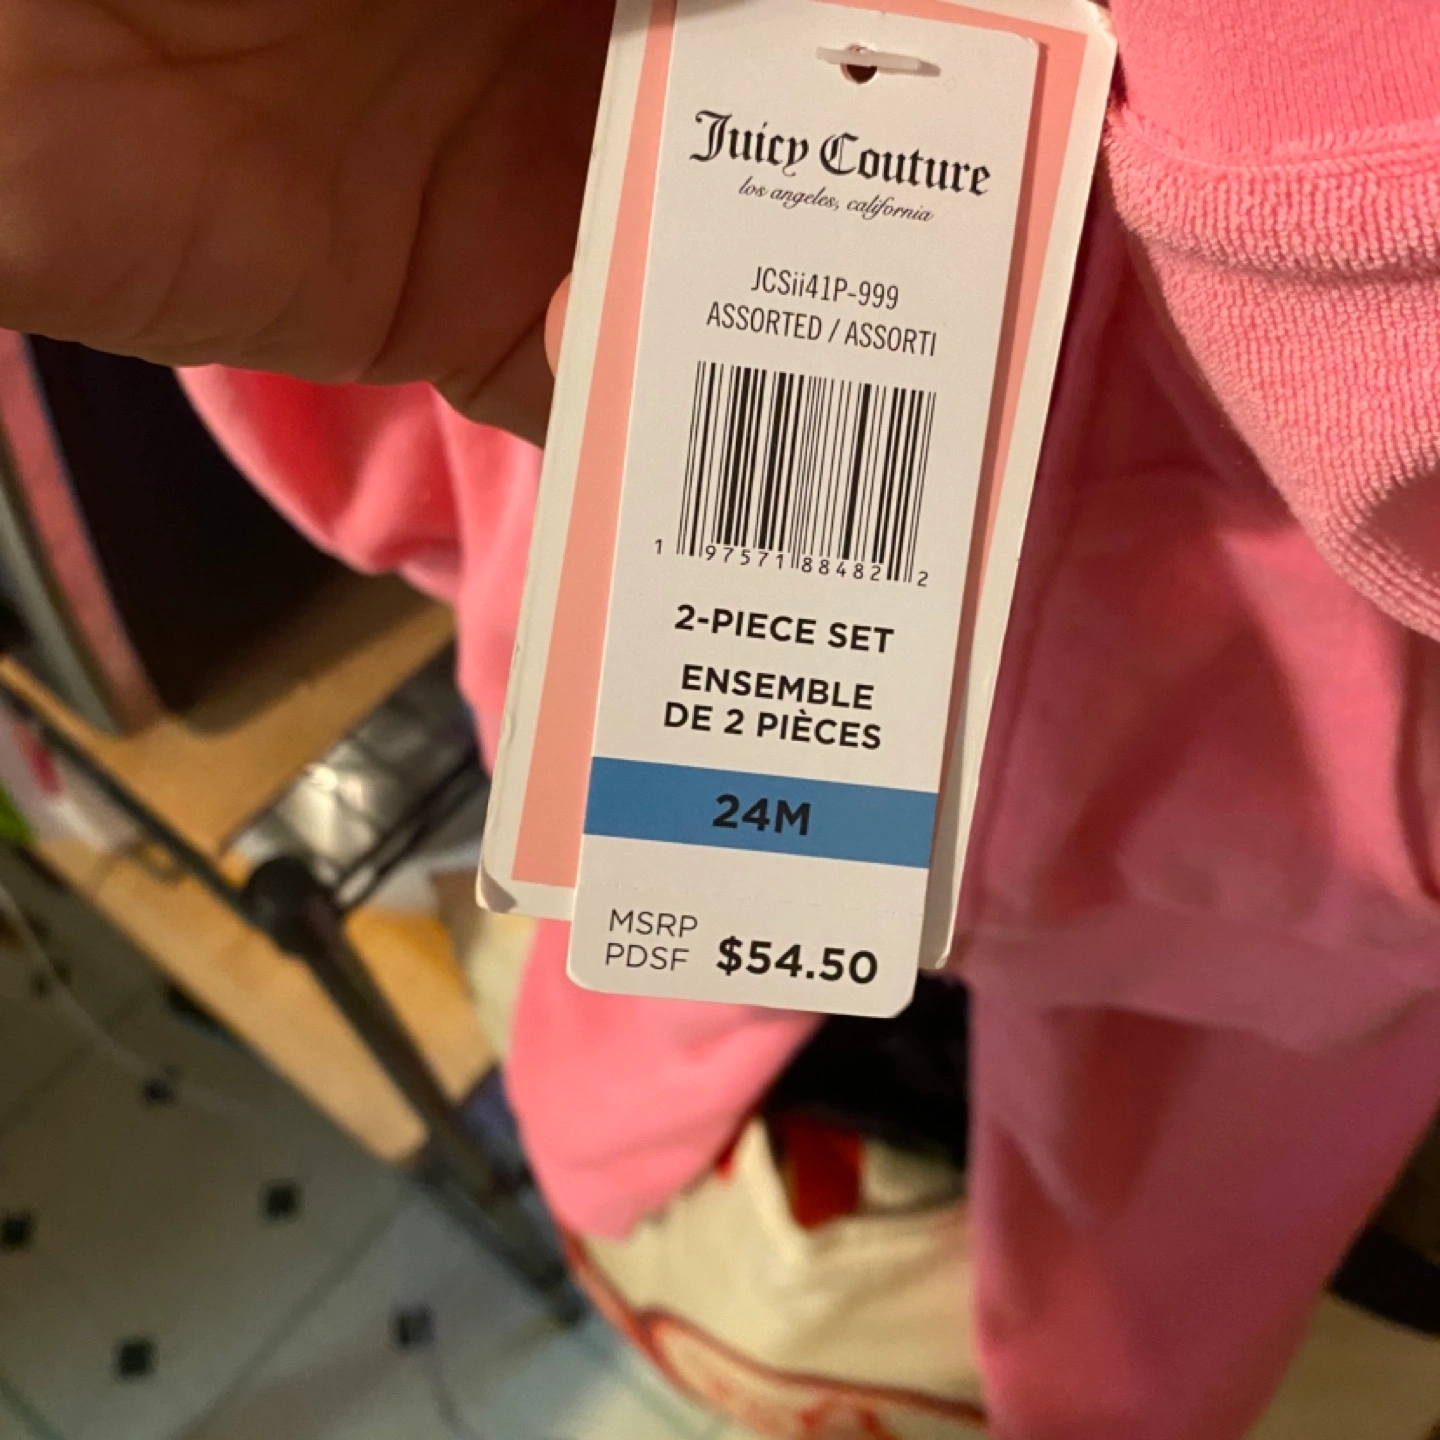 Juicy Couture
los angeles, california
JCSii41P-999
ASSORTED / ASSORTI
1 97571 88482 2
2-PIECE SET
ENSEMBLE
DE 2 PIÈCES
24M
MSRP
PDSF $54.50